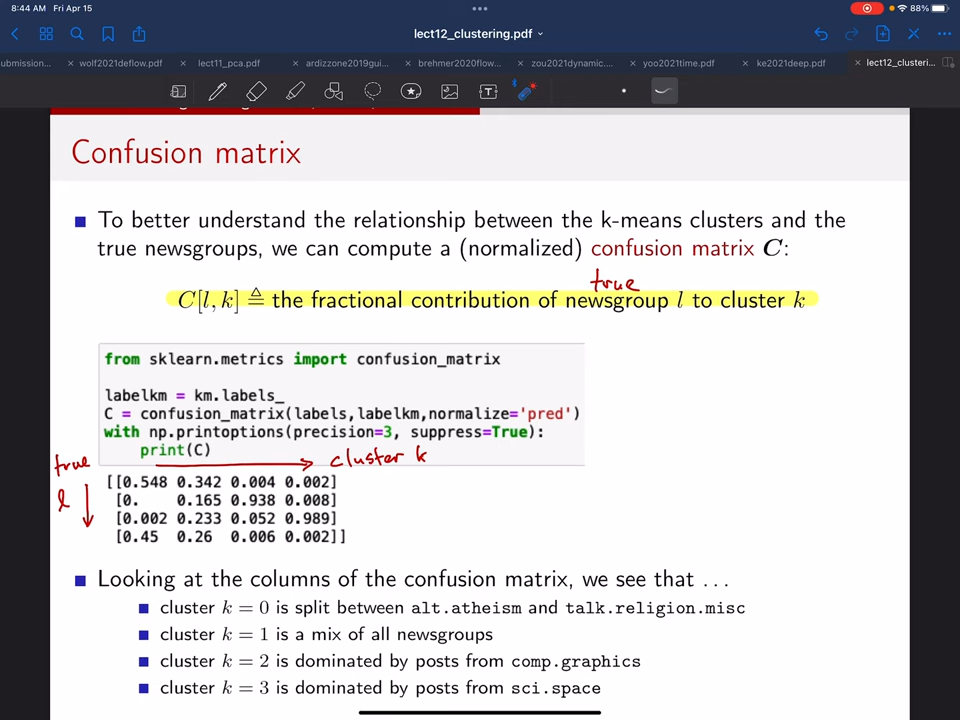 8:44 AM Fri Apr 15
88%
lect12_clustering.pdf
ubmission...
wolf2021deflow.pdf
lect11_pca.pdf
ardizzone2019gui...
brehmer2020flow...
zou2021dynamic....
yoo2021time.pdf
ke2021deep.pdf
lect12_clusteri...
Confusion matrix
To better understand the relationship between the k-means clusters and the
true newsgroups, we can compute a (normalized) confusion matrix C:
true
C[l, k] ≜ the fractional contribution of newsgroup l to cluster k
from sklearn.metrics import confusion_matrix
labelkm = km.labels_
C = confusion_matrix(labels,labelkm,normalize='pred')
with np.printoptions(precision=3, suppress=True):
print(C)
cluster k
true
l
[[0.548 0.342 0.004 0.002]
[0. 0.165 0.938 0.008]
[0.002 0.233 0.052 0.989]
[0.45 0.26 0.006 0.002]]
Looking at the columns of the confusion matrix, we see that ...
cluster k = 0 is split between alt.atheism and talk.religion.misc
cluster k = 1 is a mix of all newsgroups
cluster k = 2 is dominated by posts from comp.graphics
cluster k = 3 is dominated by posts from sci.space